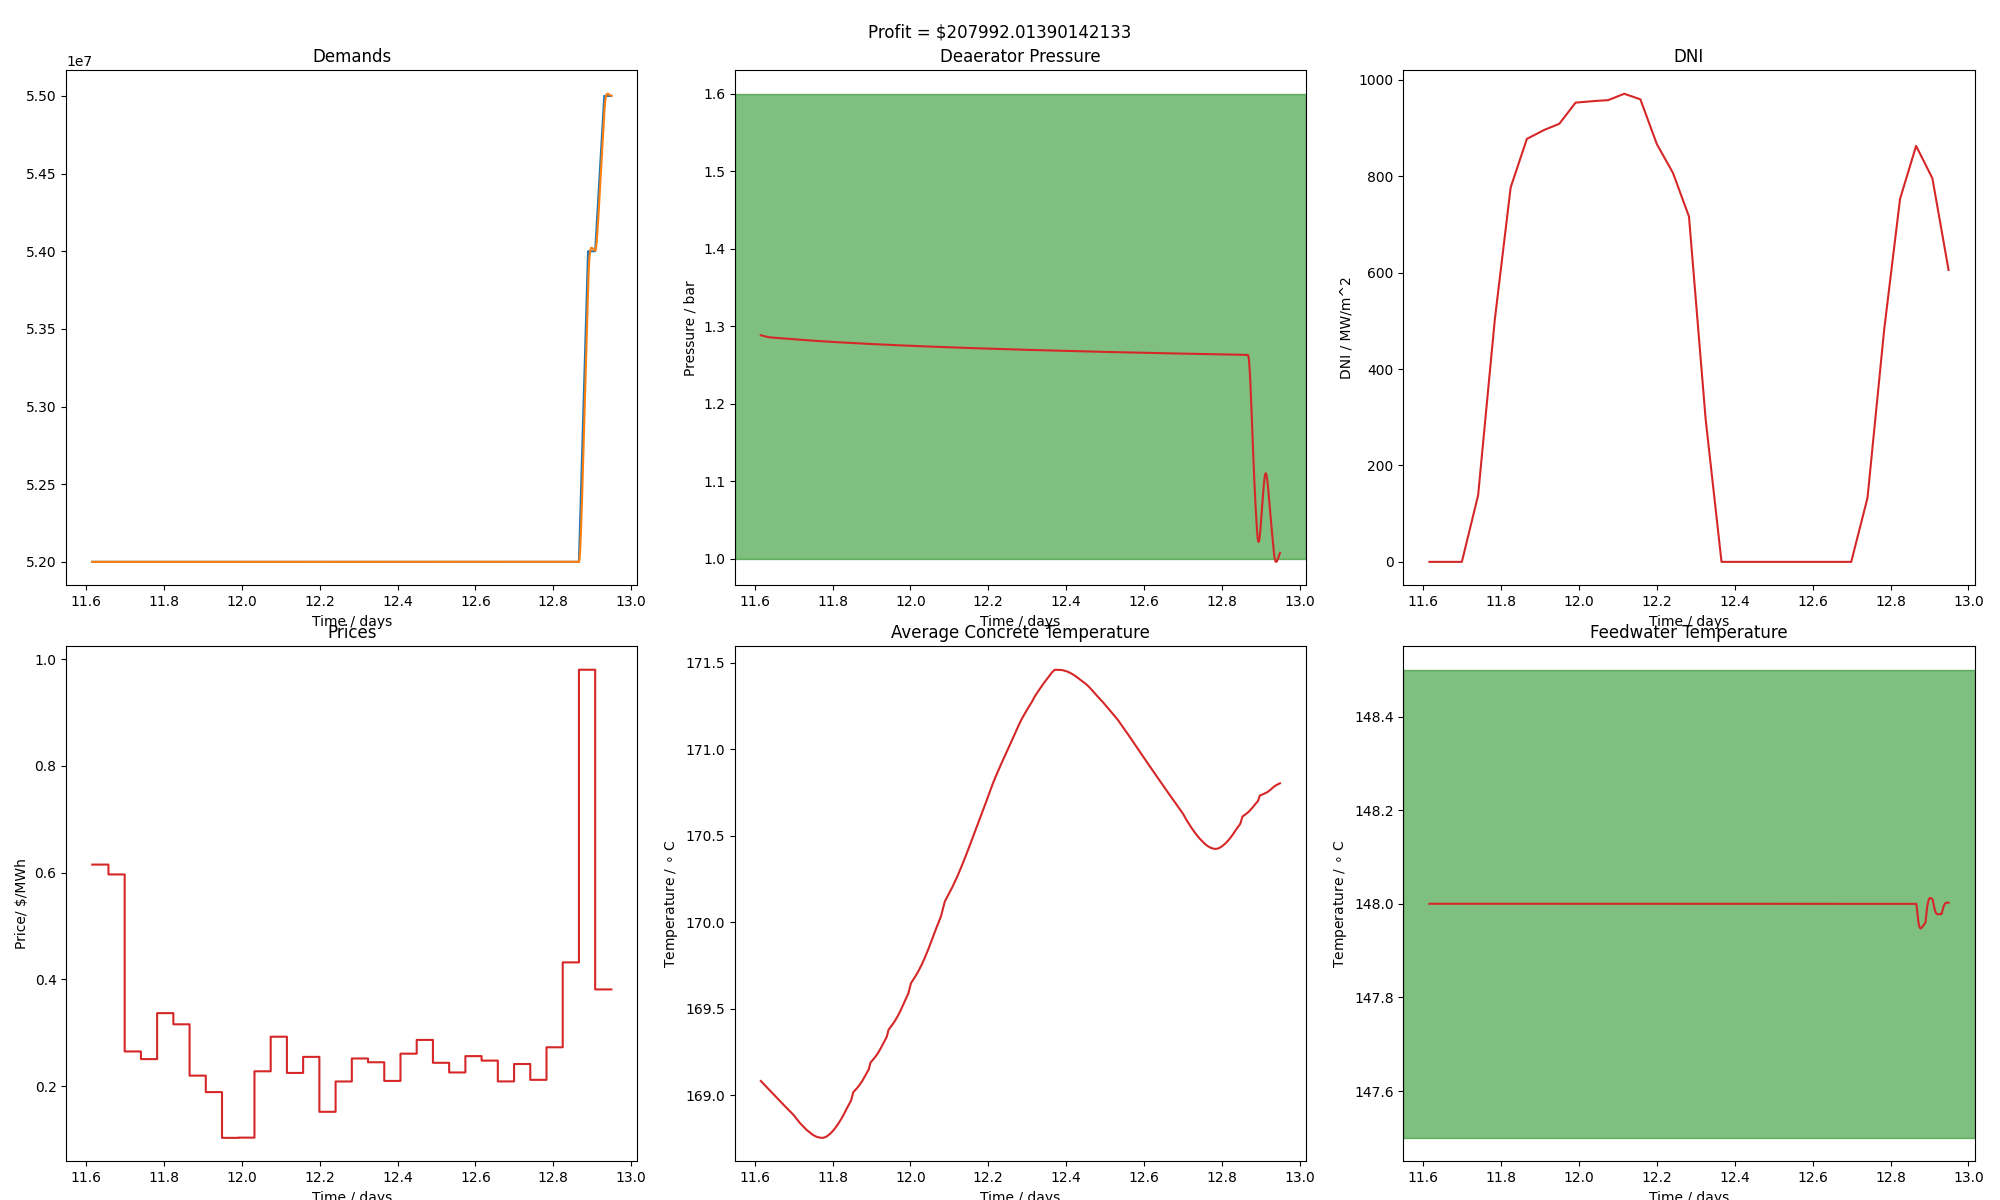 Profit = $207992.01390142133
Demands
1e7
5.50
5.45
5.40
5.35
5.30
5.25
5.20
11.6 11.8 12.0 12.2 12.4 12.6 12.8 13.0
Time / days
Deaerator Pressure
Pressure / bar
1.6
1.5
1.4
1.3
1.2
1.1
1.0
11.6 11.8 12.0 12.2 12.4 12.6 12.8 13.0
Time / days
DNI
DNI / MW/m^2
1000
800
600
400
200
0
11.6 11.8 12.0 12.2 12.4 12.6 12.8 13.0
Time / days
Prices
Price/ $/MWh
1.0
0.8
0.6
0.4
0.2
11.6 11.8 12.0 12.2 12.4 12.6 12.8 13.0
Time / days
Average Concrete Temperature
Temperature / ∘ C
171.5
171.0
170.5
170.0
169.5
169.0
11.6 11.8 12.0 12.2 12.4 12.6 12.8 13.0
Time / days
Feedwater Temperature
Temperature / ∘ C
148.4
148.2
148.0
147.8
147.6
11.6 11.8 12.0 12.2 12.4 12.6 12.8 13.0
Time / days